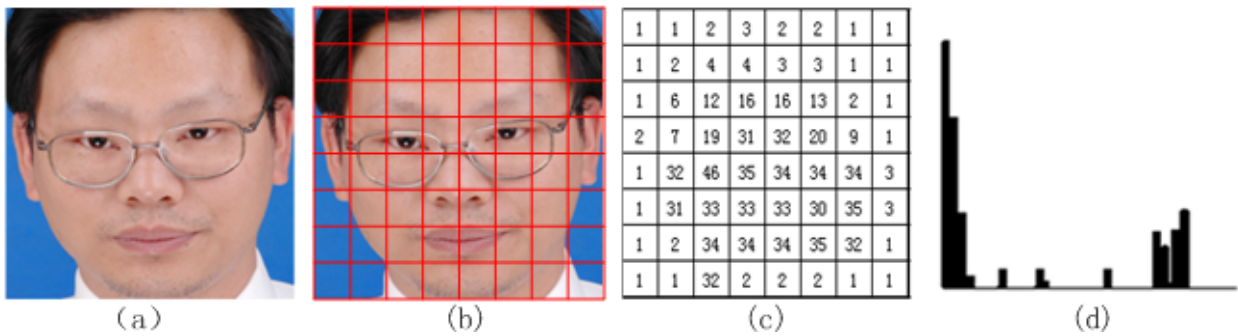 1 1 2 3 2 2 1 1
1 2 4 4 3 3 1 1
1 6 12 16 16 13 2 1
2 7 19 31 32 20 9 1
1 32 46 35 34 34 34 3
1 31 33 33 33 30 35 3
1 2 34 34 34 35 32 1
1 1 32 2 2 2 1 1
(a) (b) (c) (d)